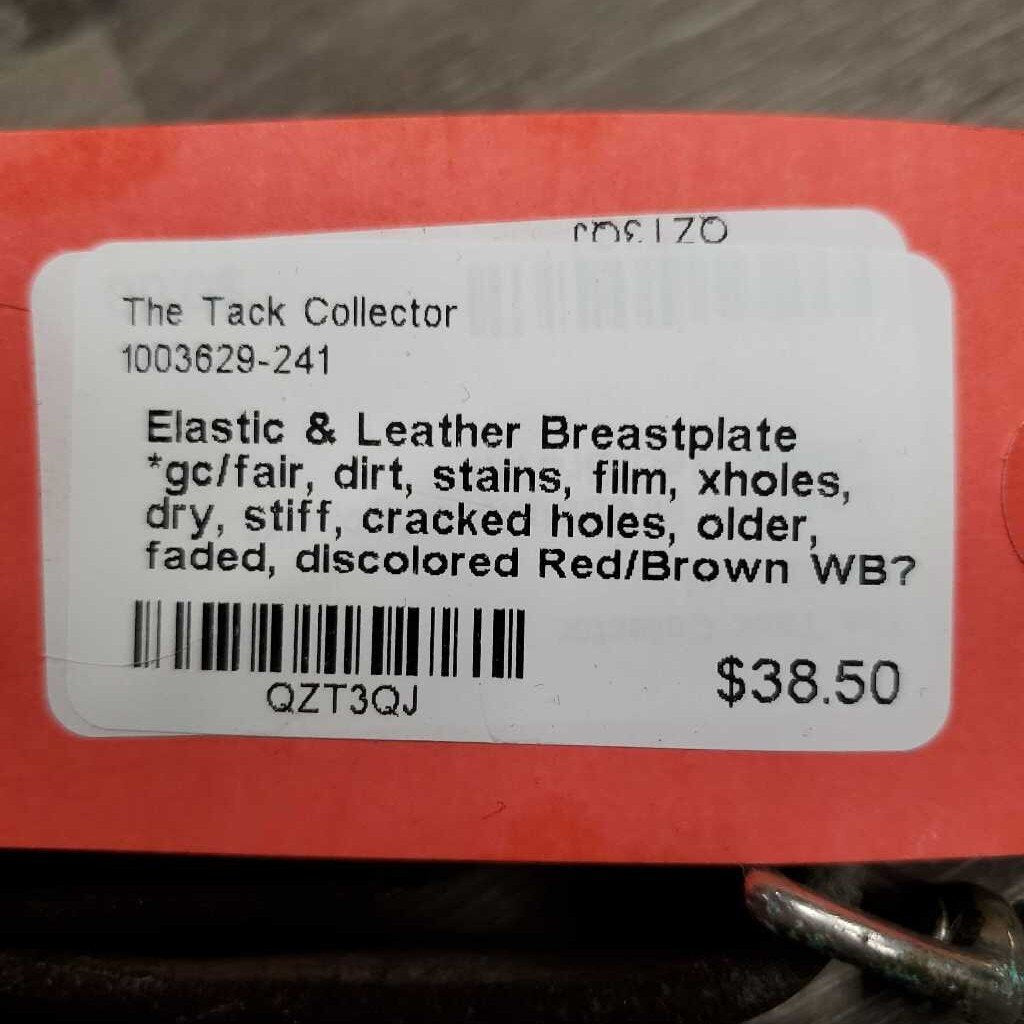 The Tack Collector
1003629-241
Elastic & Leather Breastplate
*gc/fair, dirt, stains, film, xholes,
dry, stiff, cracked holes, older,
faded, discolored Red/Brown WB?
QZT3QJ
$38.50